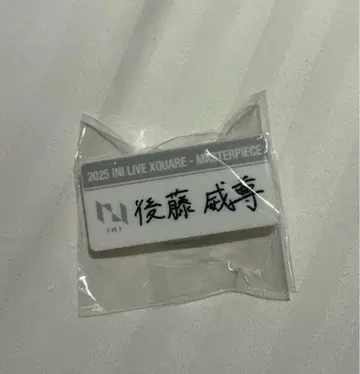 2025 INI LIVE XQUARE - MASTERPIECE
INI
後藤 威尊